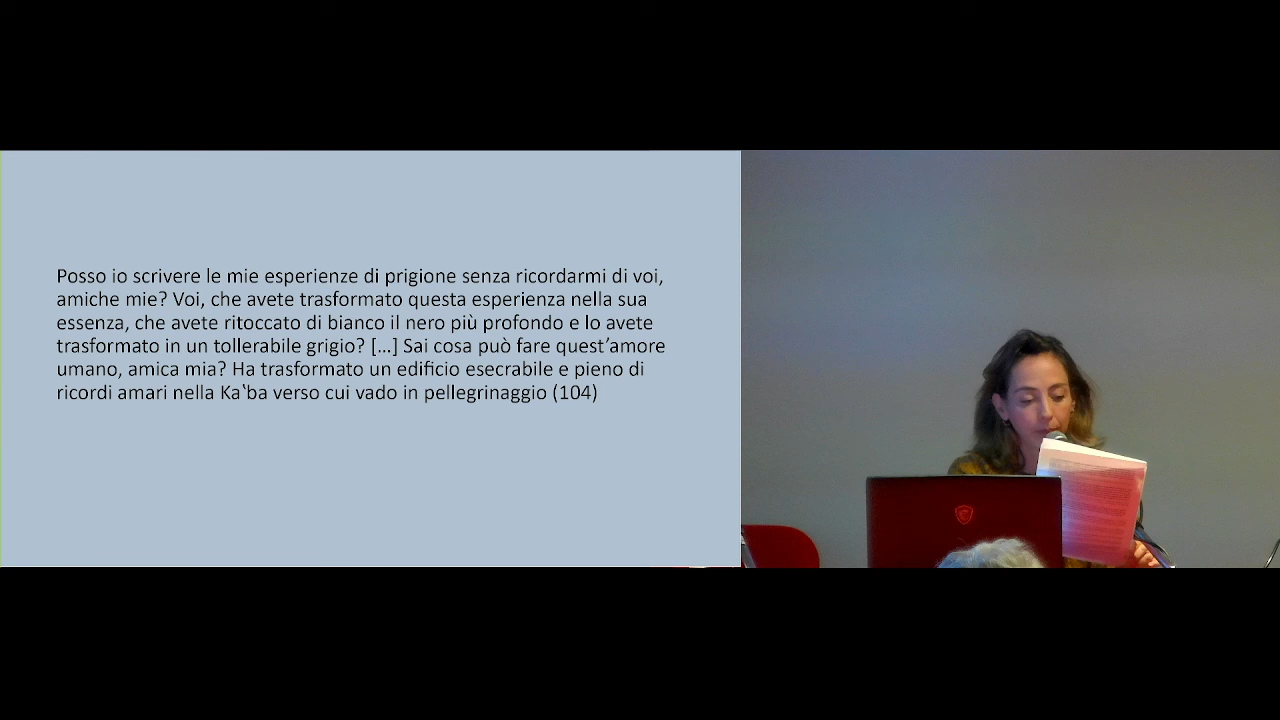 Posso io scrivere le mie esperienze di prigione senza ricordarmi di voi,
amiche mie? Voi, che avete trasformato questa esperienza nella sua
essenza, che avete ritoccato di bianco il nero più profondo e lo avete
trasformato in un tollerabile grigio? […] Sai cosa può fare quest’amore
umano, amica mia? Ha trasformato un edificio esecrabile e pieno di
ricordi amari nella Ka‛ba verso cui vado in pellegrinaggio (104)